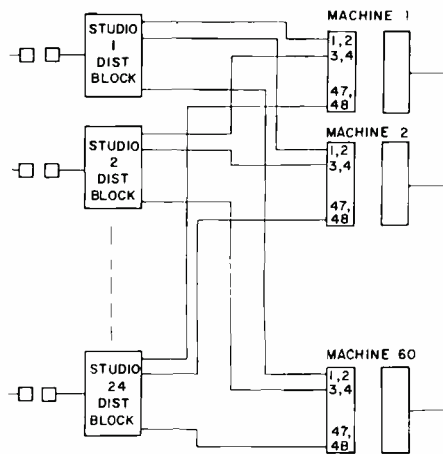 STUDIO
1
DIST
BLOCK
MACHINE 1
1,2
3,4
47,
48
STUDIO
2
DIST
BLOCK
MACHINE 2
1,2
3,4
47,
48
STUDIO
24
DIST
BLOCK
MACHINE 60
1,2
3,4
47,
48